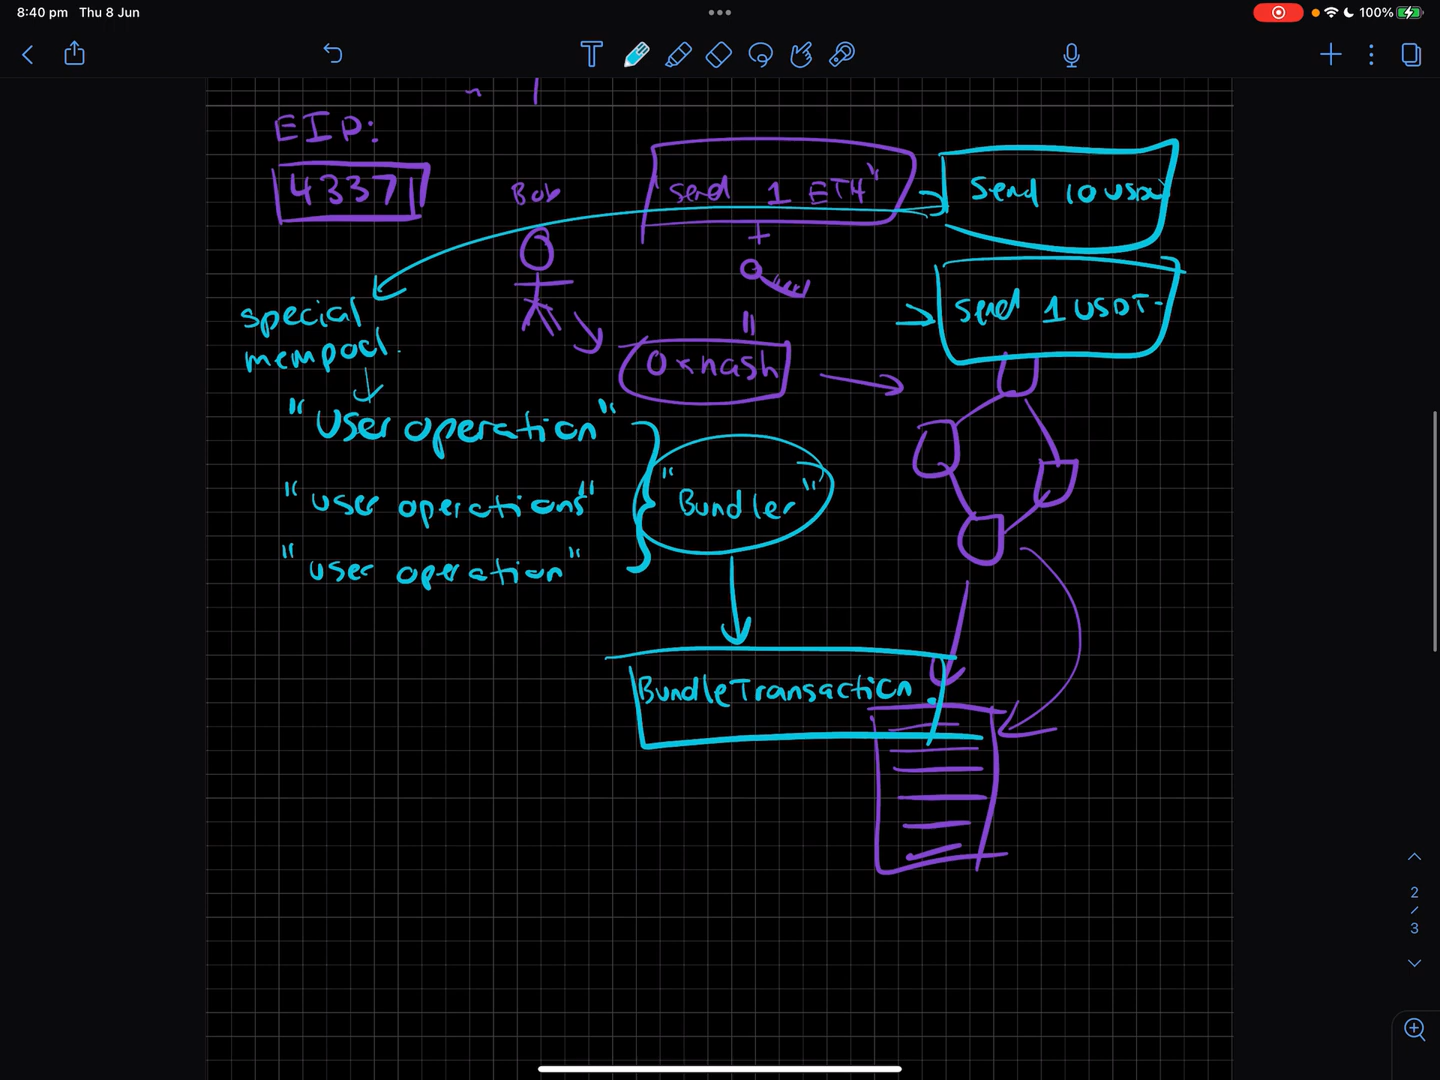 8:40 pm Thu 8 Jun
100%
EIP:
4337
Bob
send 1 ETH"
+
Send 10 USDC
special
mempool.
=
Send 1 USDT
0xhash
"User operation"
"user operations"
"user operation"
"Bundler"
BundleTransaction.
2
/
3